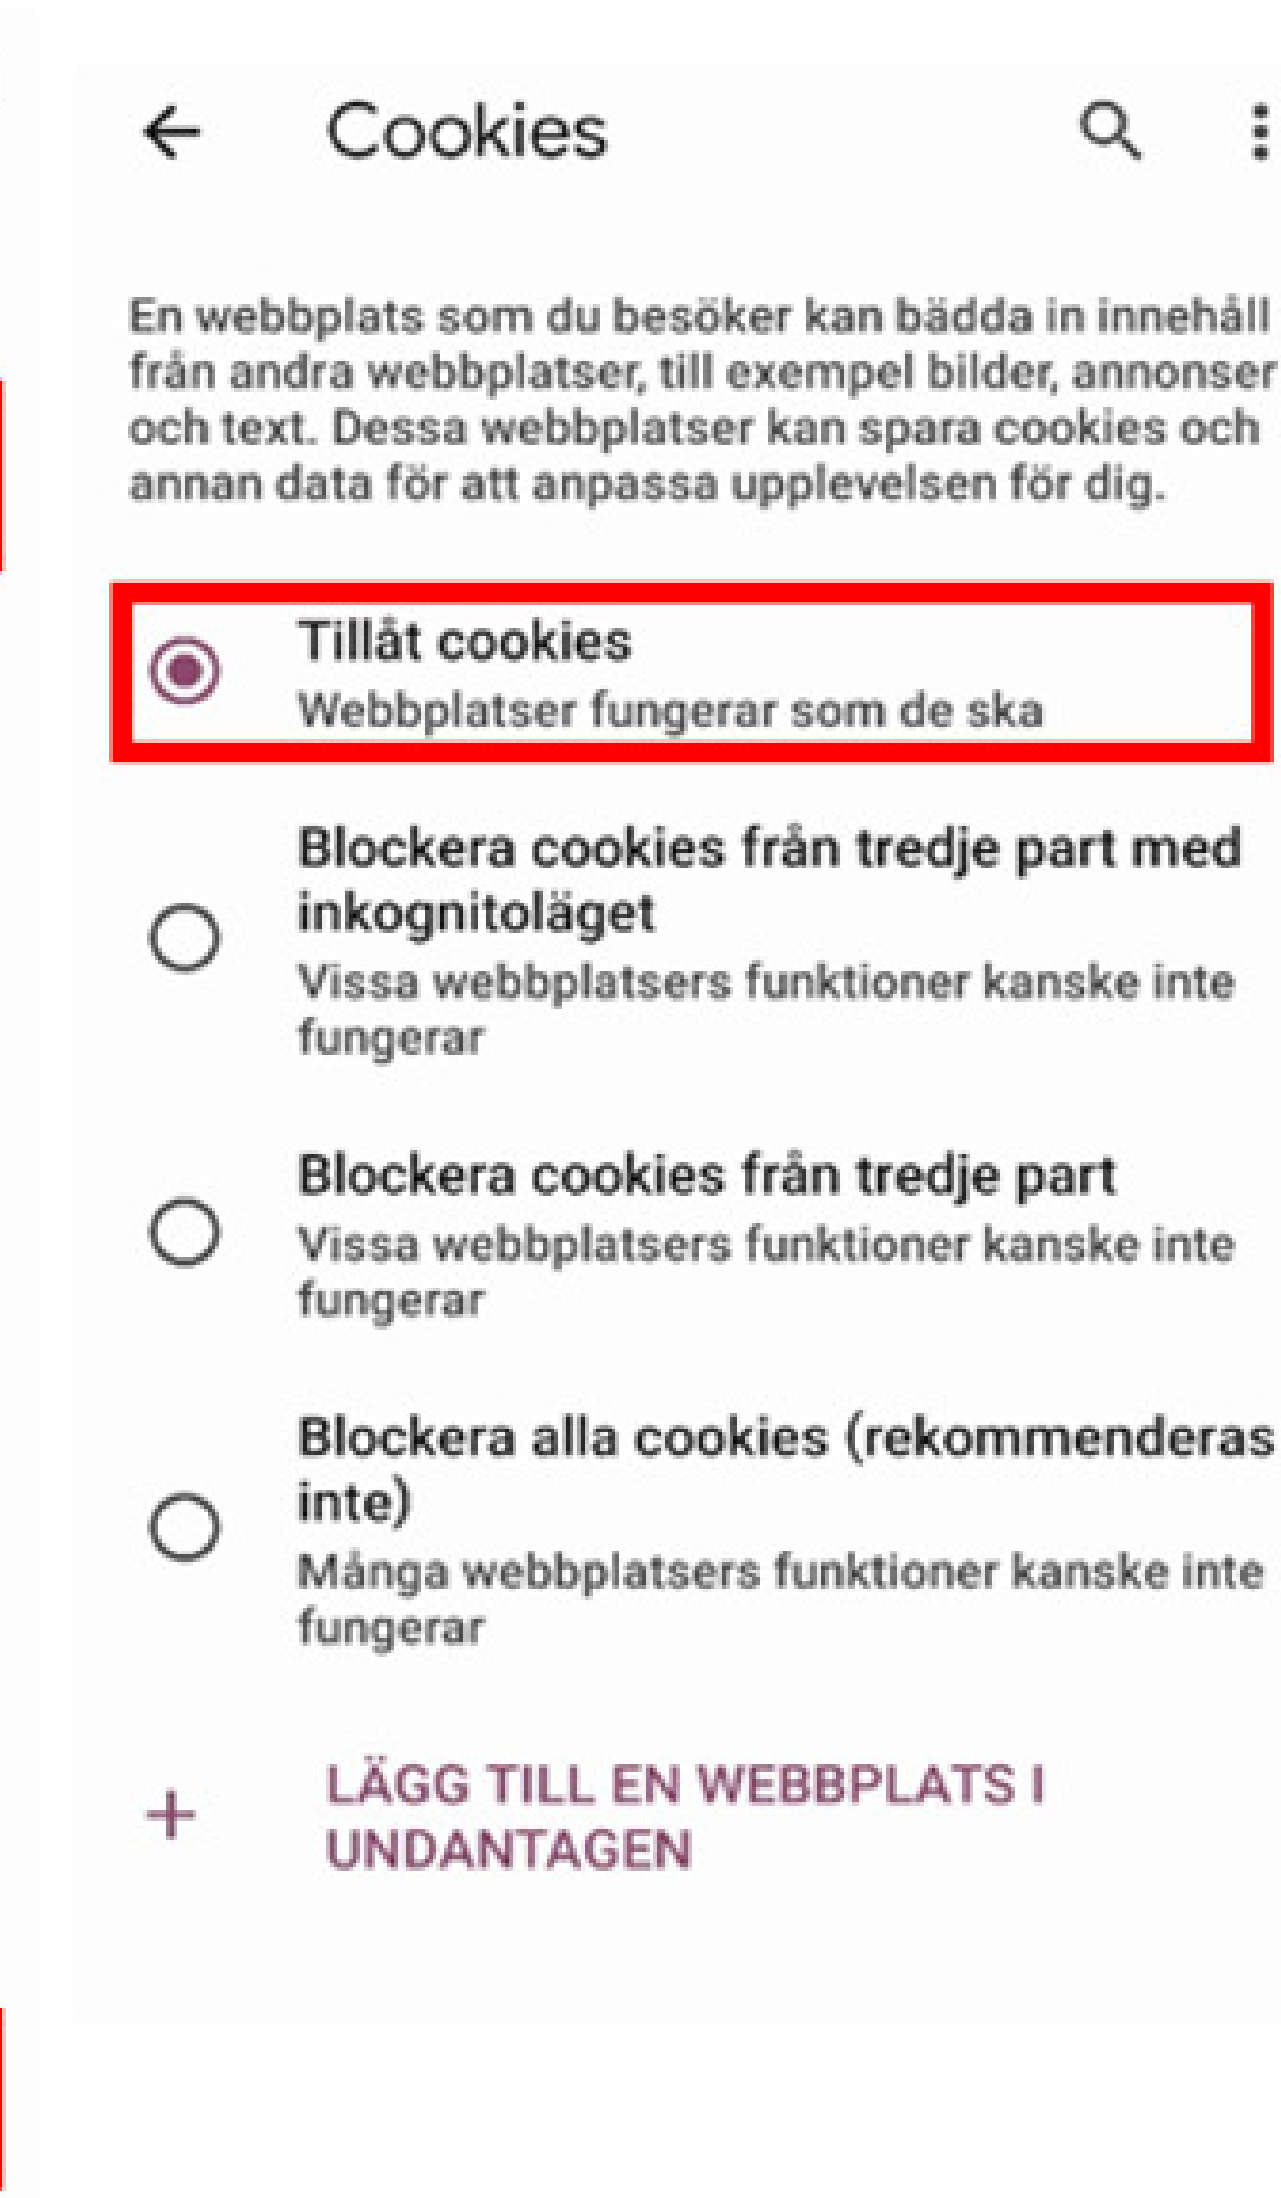 Cookies
En webbplats som du besöker kan bädda in innehåll
från andra webbplatser, till exempel bilder, annonser
och text. Dessa webbplatser kan spara cookies och
annan data för att anpassa upplevelsen för dig.
Tillåt cookies
Webbplatser fungerar som de ska
Blockera cookies från tredje part med
inkognitoläget
Vissa webbplatsers funktioner kanske inte
fungerar
Blockera cookies från tredje part
Vissa webbplatsers funktioner kanske inte
fungerar
Blockera alla cookies (rekommenderas
inte)
Många webbplatsers funktioner kanske inte
fungerar
+ LÄGG TILL EN WEBBPLATS I
UNDANTAGEN